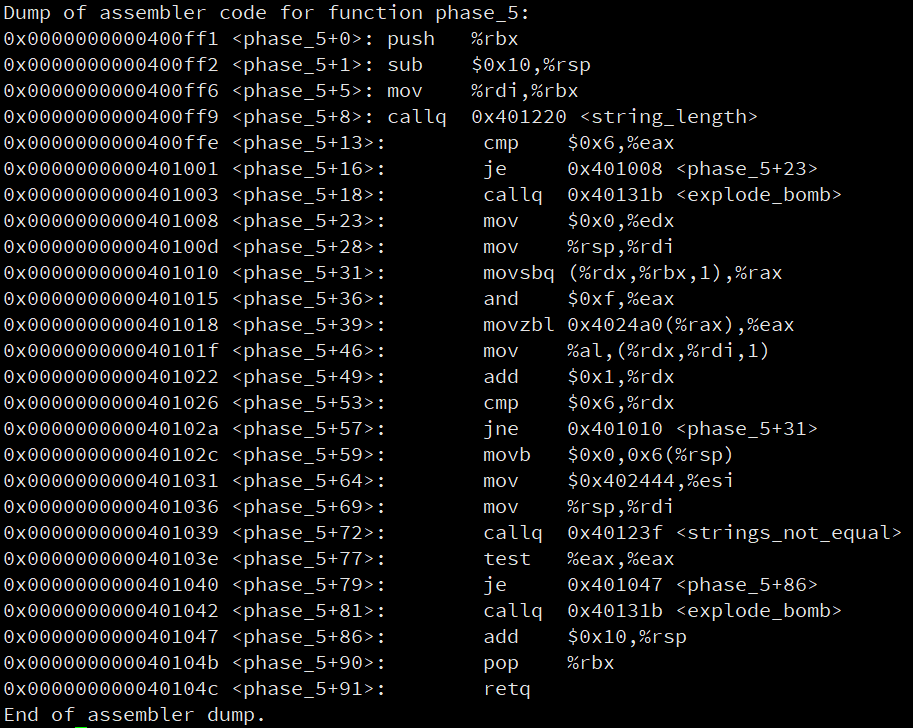 Dump of assembler code for function phase_5:
0x0000000000400ff1 <phase_5+0>: push   %rbx
0x0000000000400ff2 <phase_5+1>: sub    $0x10,%rsp
0x0000000000400ff6 <phase_5+5>: mov    %rdi,%rbx
0x0000000000400ff9 <phase_5+8>: callq  0x401220 <string_length>
0x0000000000400ffe <phase_5+13>:        cmp    $0x6,%eax
0x0000000000401001 <phase_5+16>:        je     0x401008 <phase_5+23>
0x0000000000401003 <phase_5+18>:        callq  0x40131b <explode_bomb>
0x0000000000401008 <phase_5+23>:        mov    $0x0,%edx
0x000000000040100d <phase_5+28>:        mov    %rsp,%rdi
0x0000000000401010 <phase_5+31>:        movsbq (%rdx,%rbx,1),%rax
0x0000000000401015 <phase_5+36>:        and    $0xf,%eax
0x0000000000401018 <phase_5+39>:        movzbl 0x4024a0(%rax),%eax
0x000000000040101f <phase_5+46>:        mov    %al,(%rdx,%rdi,1)
0x0000000000401022 <phase_5+49>:        add    $0x1,%rdx
0x0000000000401026 <phase_5+53>:        cmp    $0x6,%rdx
0x000000000040102a <phase_5+57>:        jne    0x401010 <phase_5+31>
0x000000000040102c <phase_5+59>:        movb   $0x0,0x6(%rsp)
0x0000000000401031 <phase_5+64>:        mov    $0x402444,%esi
0x0000000000401036 <phase_5+69>:        mov    %rsp,%rdi
0x0000000000401039 <phase_5+72>:        callq  0x40123f <strings_not_equal>
0x000000000040103e <phase_5+77>:        test   %eax,%eax
0x0000000000401040 <phase_5+79>:        je     0x401047 <phase_5+86>
0x0000000000401042 <phase_5+81>:        callq  0x40131b <explode_bomb>
0x0000000000401047 <phase_5+86>:        add    $0x10,%rsp
0x000000000040104b <phase_5+90>:        pop    %rbx
0x000000000040104c <phase_5+91>:        retq
End of assembler dump.